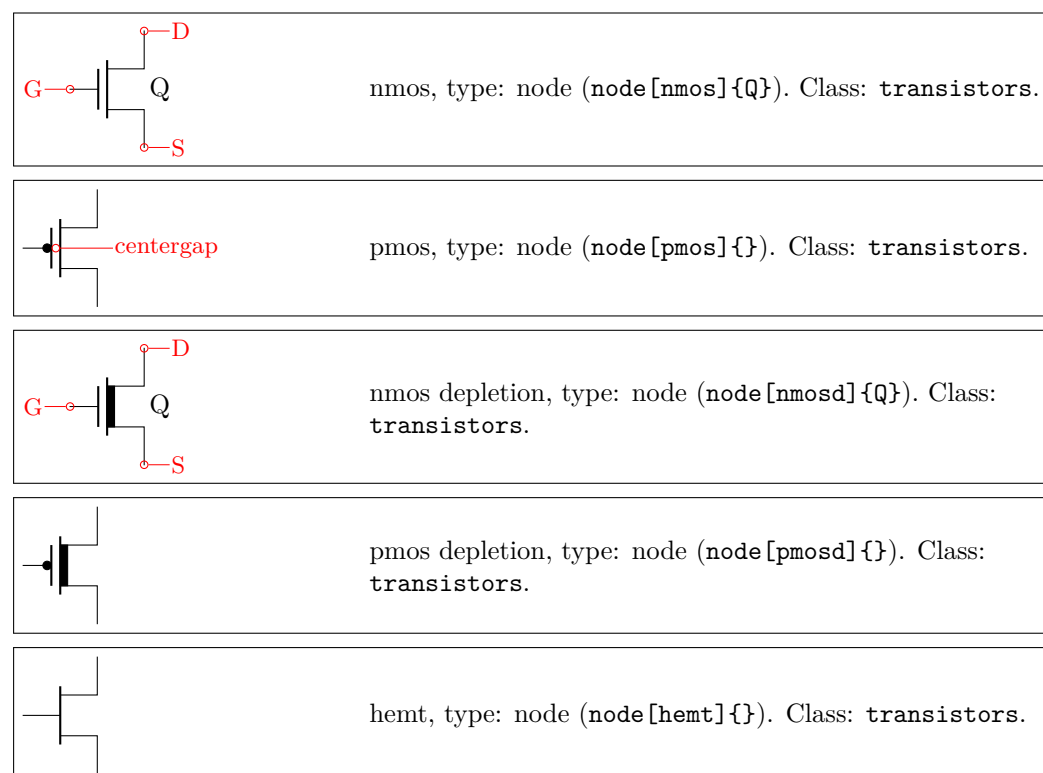 D
G Q nmos, type: node (node[nmos]{Q}). Class: transistors.
S
centergap pmos, type: node (node[pmos]{}). Class: transistors.
D
nmos depletion, type: node (node[nmosd]{Q}). Class:
G Q
transistors.
S
pmos depletion, type: node (node[pmosd]{}). Class:
transistors.
hemt, type: node (node[hemt]{}). Class: transistors.